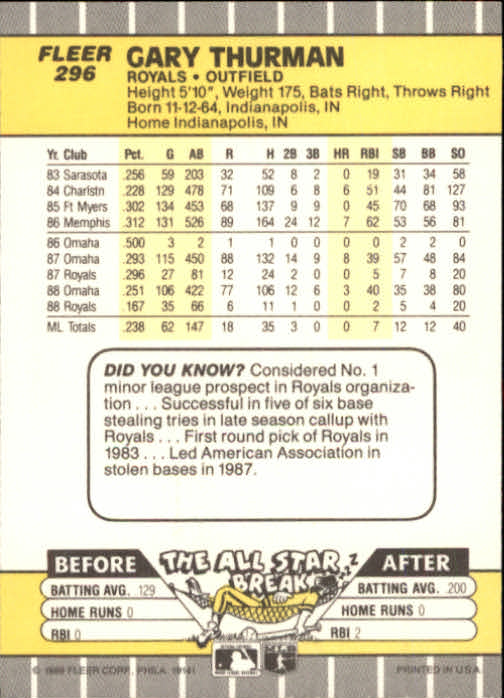 FLEER
296
GARY THURMAN
ROYALS • OUTFIELD
Height 5'10", Weight 175, Bats Right, Throws Right
Born 11-12-64, Indianapolis, IN
Home Indianapolis, IN
Yr. Club Pct. G AB R H 2B 3B HR RBI SB BB SO
83 Sarasota .256 59 203 32 52 8 2 0 19 31 34 58
84 Charlstn .228 129 478 71 109 6 8 6 51 44 81 127
85 Ft Myers .302 134 453 68 137 9 9 0 45 70 68 93
86 Memphis .312 131 526 89 164 24 12 7 62 53 56 81
86 Omaha .500 3 2 1 1 0 0 0 0 2 2 0
87 Omaha .293 115 450 88 132 14 9 8 39 57 48 84
87 Royals .296 27 81 12 24 2 0 0 5 7 8 20
88 Omaha .251 106 422 77 106 12 6 3 40 35 38 80
88 Royals .167 35 66 6 11 1 0 0 2 5 4 20
ML Totals .238 62 147 18 35 3 0 0 7 12 12 40
DID YOU KNOW? Considered No. 1
minor league prospect in Royals organiza-
tion . . . Successful in five of six base
stealing tries in late season callup with
Royals . . . First round pick of Royals in
1983 . . . Led American Association in
stolen bases in 1987.
BEFORE THE ALL STAR BREAK AFTER
BATTING AVG. .129 BATTING AVG. .200
HOME RUNS 0 HOME RUNS 0
RBI 0 RBI 2
© 1989 FLEER CORP., PHILA. 19141 PRINTED IN U.S.A.